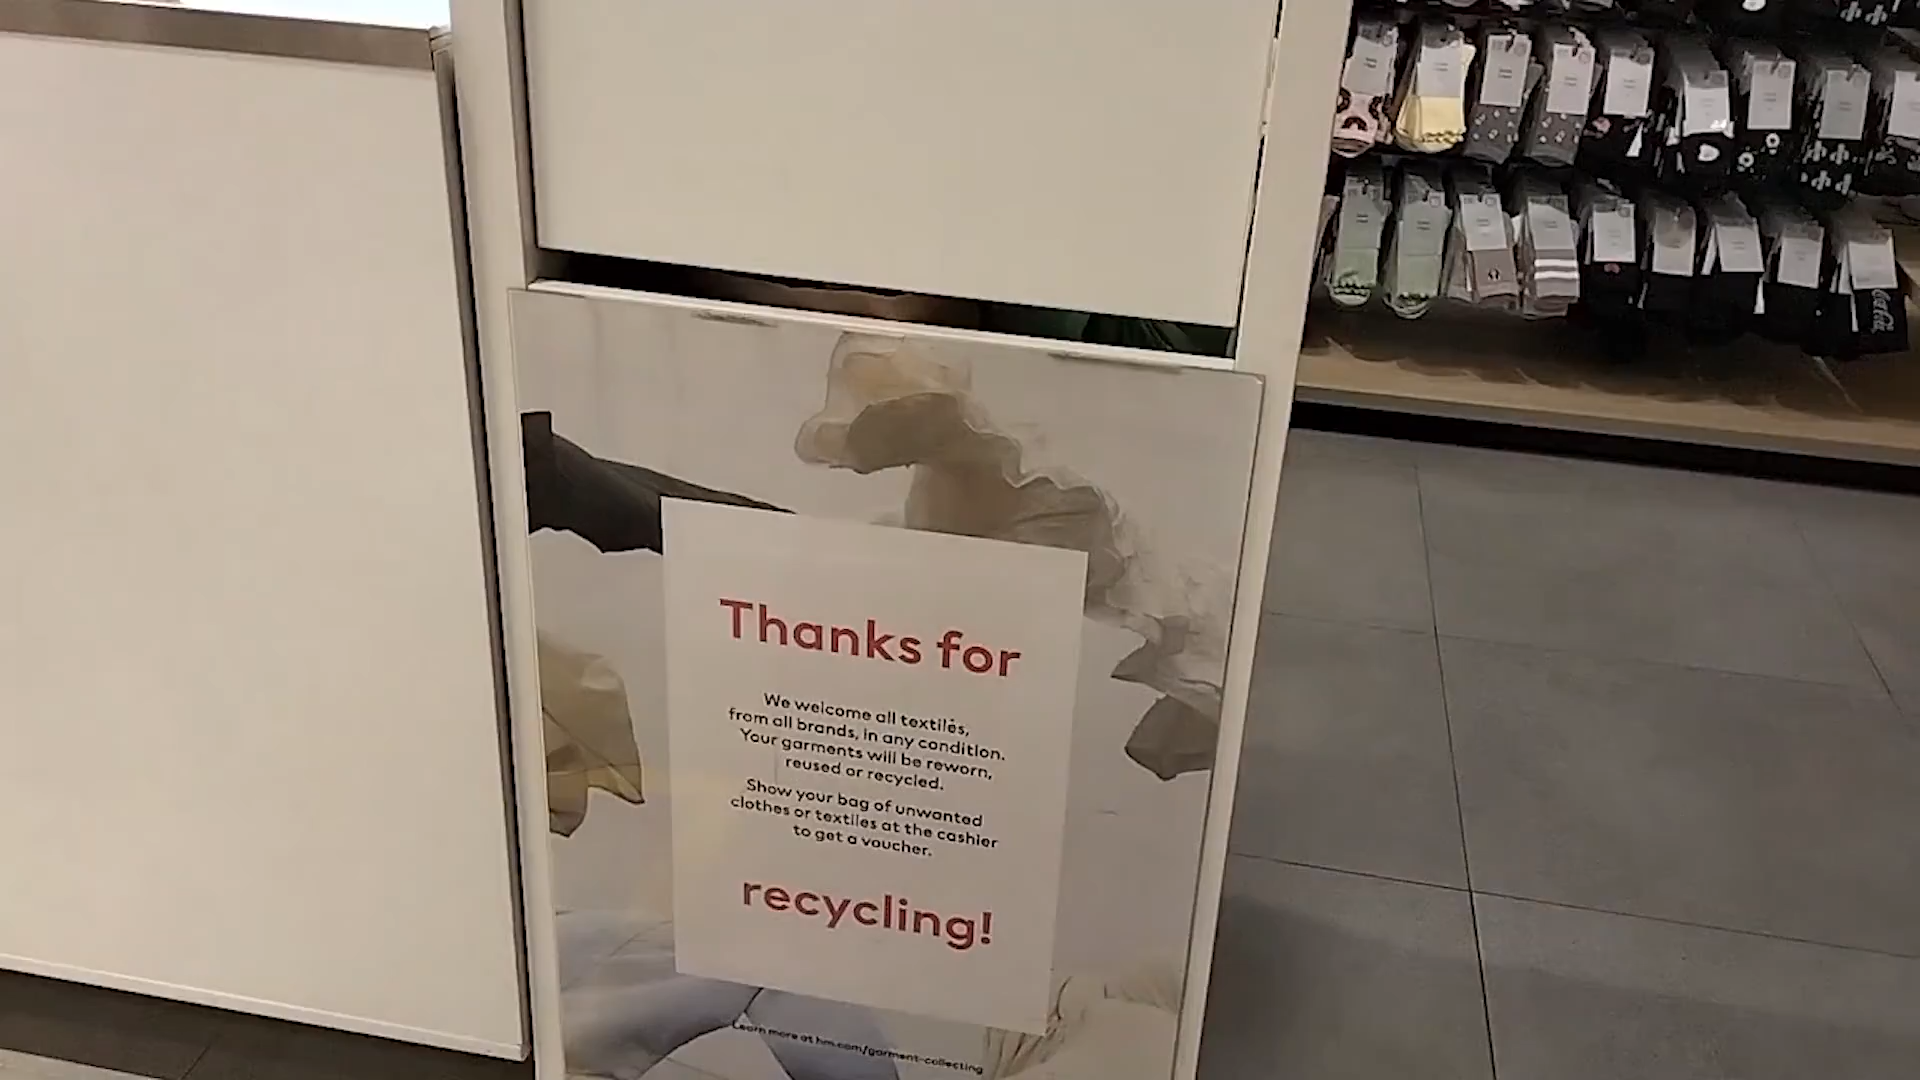 Thanks for
We welcome all textiles,
from all brands, in any condition.
Your garments will be reworn,
reused or recycled.
Show your bag of unwanted
clothes or textiles at the cashier
to get a voucher.
recycling!
Learn more at hm.com/garment-collecting
Coca-Cola